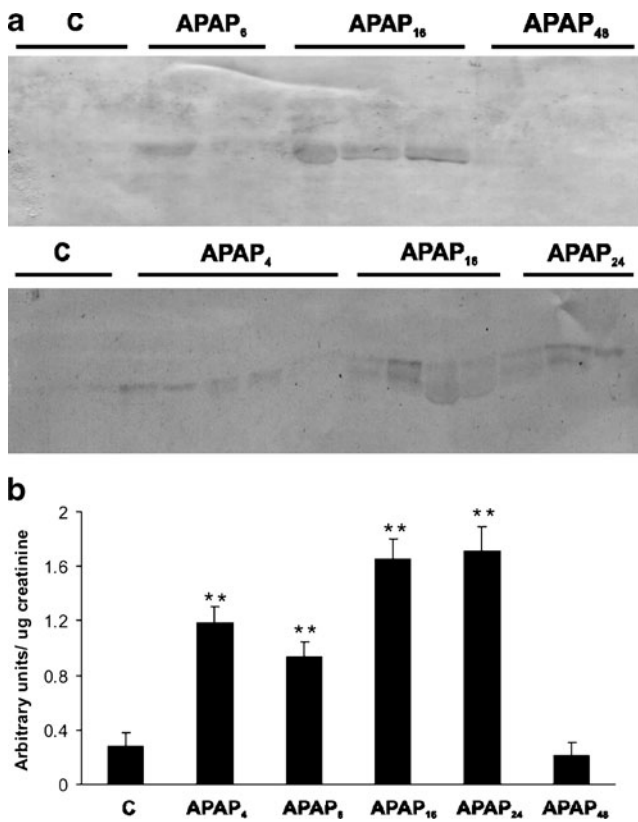 a
C APAP₆ APAP₁₆ APAP₄₈
C APAP₄ APAP₁₆ APAP₂₄
b
Arbitrary units/ ug creatinine
2
1.6
1.2
0.8
0.4
0
**
**
**
**
C APAP₄ APAP₆ APAP₁₆ APAP₂₄ APAP₄₈